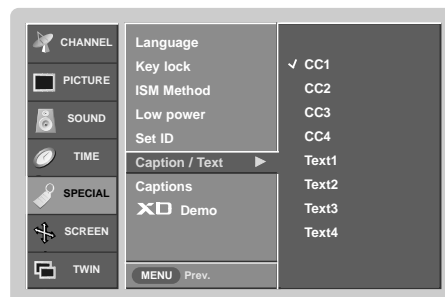 CHANNEL
PICTURE
SOUND
TIME
SPECIAL
SCREEN
TWIN
Language
Key lock
ISM Method
Low power
Set ID
Caption / Text
Captions
XD Demo
MENU Prev.
CC1
CC2
CC3
CC4
Text1
Text2
Text3
Text4